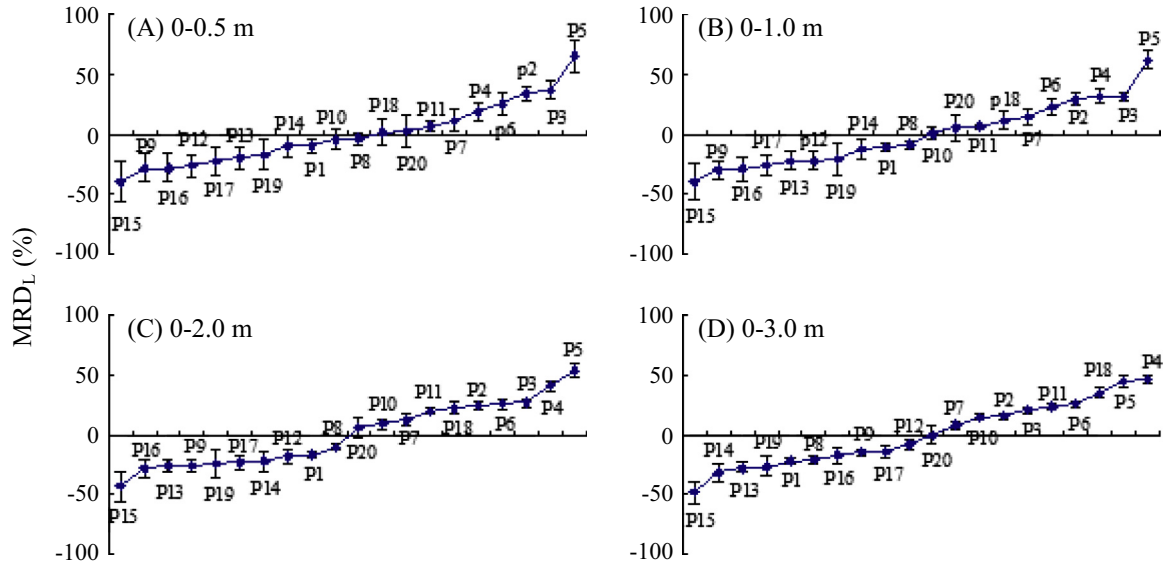 MRD_L (%)
(A) 0-0.5 m
100
50
0
-50
-100
P15
P9
P16
P12
P17
P13
P19
P14
P1
P10
P8
P18
P20
P11
P7
P4
p6
p2
P3
P5
(B) 0-1.0 m
100
50
0
-50
-100
P15
P9
P16
P17
P13
p12
P19
P14
P1
P8
P10
P20
P11
p18
P7
P6
P2
P4
P3
P5
(C) 0-2.0 m
100
50
0
-50
-100
P15
P16
P13
P9
P19
P17
P14
P12
P1
P8
P20
P10
P7
P11
P18
P2
P6
P3
P4
P5
(D) 0-3.0 m
100
50
0
-50
-100
P15
P14
P13
P19
P1
P8
P16
P9
P17
P12
P20
P7
P10
P2
P3
P11
P6
P18
P5
P4